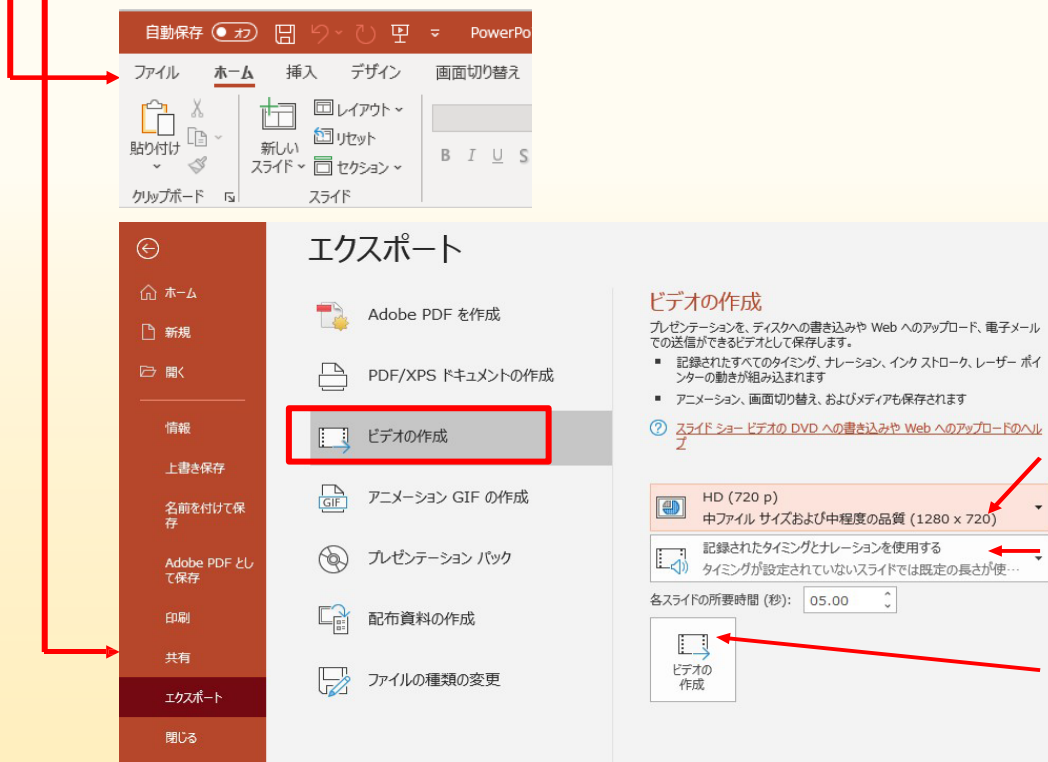 自動保存 オフ PowerPo
ファイル ホーム 挿入 デザイン 画面切り替え
貼り付け
新しい
スライド
レイアウト
リセット
セクション
B I U S
クリップボード
スライド
エクスポート
ホーム
新規
開く
情報
上書き保存
名前を付けて保
存
Adobe PDF とし
て保存
印刷
共有
エクスポート
閉じる
Adobe PDF を作成
PDF/XPS ドキュメントの作成
ビデオの作成
GIF
アニメーション GIF の作成
プレゼンテーション パック
配布資料の作成
ファイルの種類の変更
ビデオの作成
プレゼンテーションを、ディスクへの書き込みや Web へのアップロード、電子メール
での送信ができるビデオとして保存します。
▪ 記録されたすべてのタイミング、ナレーション、インク ストローク、レーザー ポイ
ンターの動きが組み込まれます
▪ アニメーション、画面切り替え、およびメディアも保存されます
スライド ショー ビデオの DVD への書き込みや Web へのアップロードのヘル
プ
HD (720 p)
中ファイル サイズおよび中程度の品質 (1280 x 720)
記録されたタイミングとナレーションを使用する
タイミングが設定されていないスライドでは既定の長さが使…
各スライドの所要時間 (秒): 05.00
ビデオの
作成